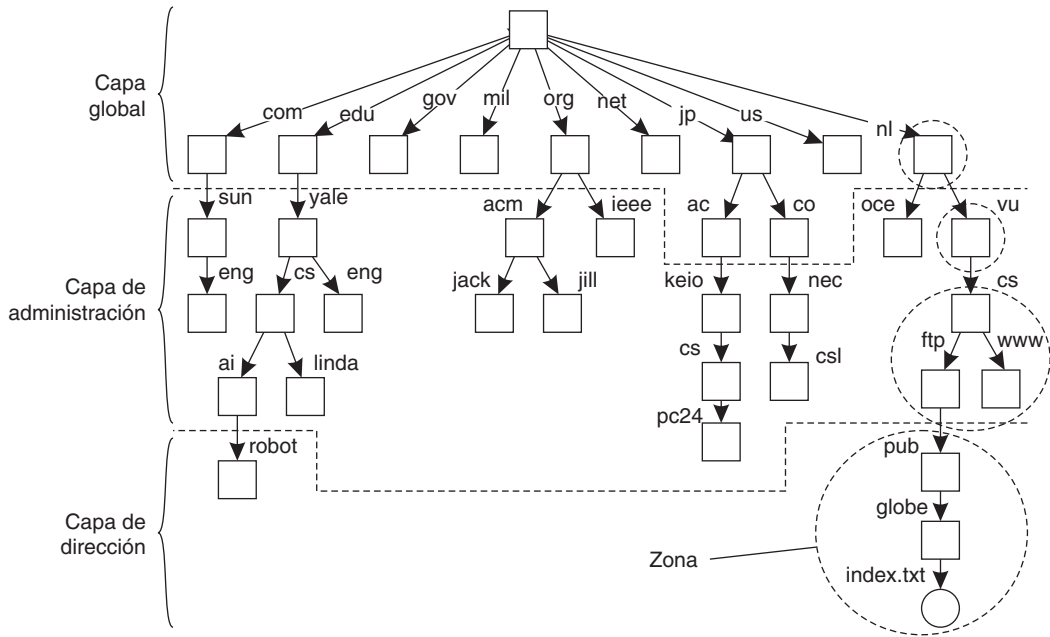 Capa
global
com
edu
gov
mil
org
net
jp
us
nl
sun
yale
acm
ieee
ac
co
oce
vu
Capa de
administración
eng
cs
eng
jack
jill
keio
nec
cs
ai
linda
cs
csl
ftp
www
pc24
robot
pub
Capa de
dirección
globe
Zona
index.txt